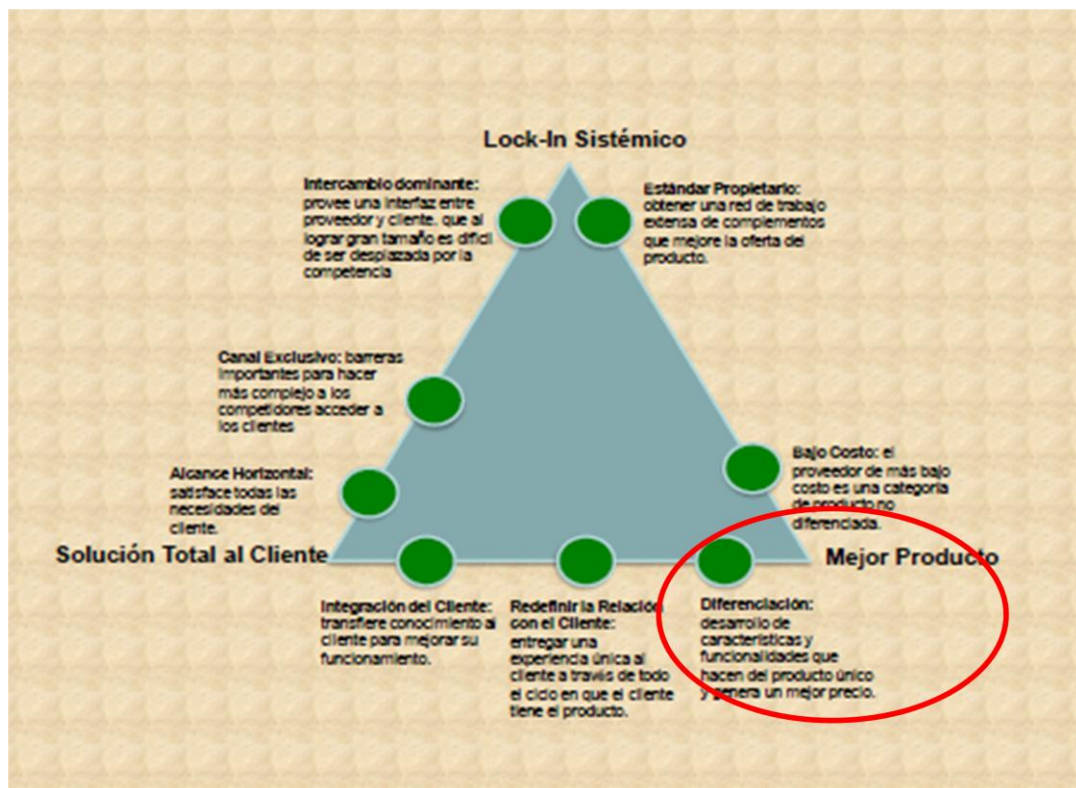 Lock-In Sistémico
Intercambio dominante:
provee una interfaz entre
proveedor y cliente, que al
lograr gran tamaño es difícil
de ser desplazada por la
competencia
Estándar Propietario:
obtener una red de trabajo
extensa de complementos
que mejore la oferta del
producto.
Canal Exclusivo: barreras
importantes para hacer
más complejo a los
competidores acceder a
los clientes
Alcance Horizontal:
satisface todas las
necesidades del
cliente.
Bajo Costo: el
proveedor de más bajo
costo es una categoría
de producto no
diferenciada.
Solución Total al Cliente
Mejor Producto
Integración del Cliente:
transfiere conocimiento al
cliente para mejorar su
funcionamiento.
Redefinir la Relación
con el Cliente:
entregar una
experiencia única al
cliente a través de todo
el ciclo en que el cliente
tiene el producto.
Diferenciación:
desarrollo de
características y
funcionalidades que
hacen del producto único
y genera un mejor precio.